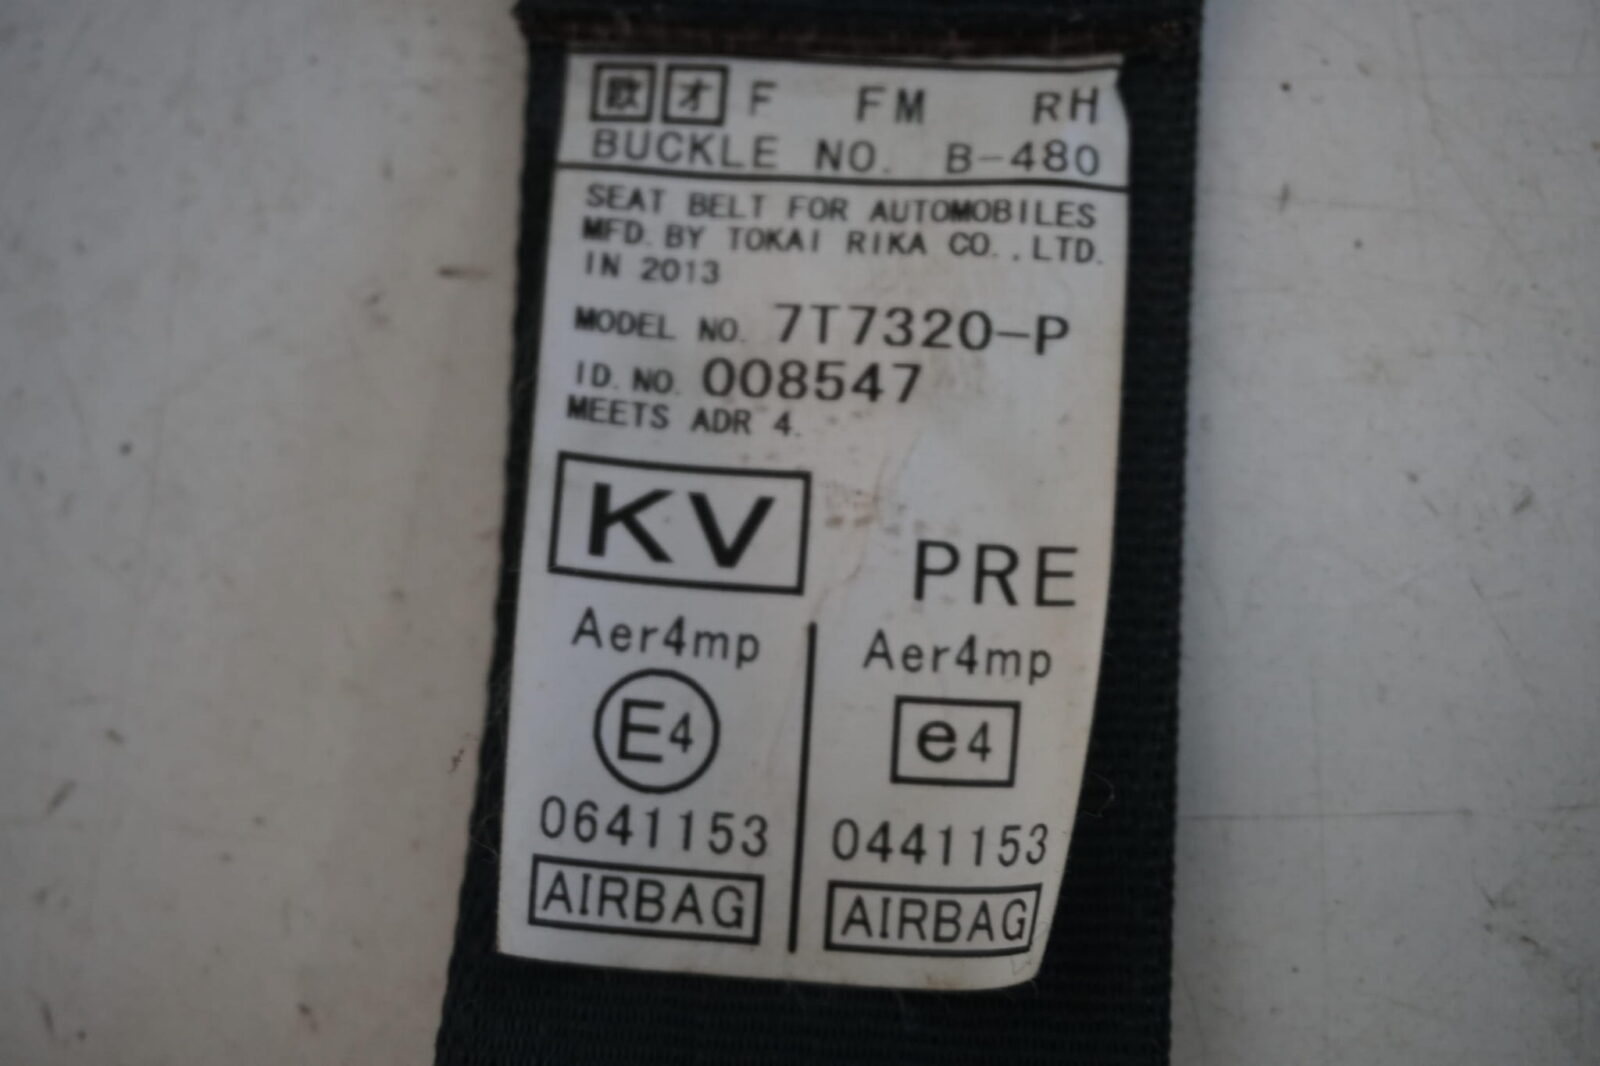 欧 オ F FM RH
BUCKLE NO. B-480
SEAT BELT FOR AUTOMOBILES
MFD. BY TOKAI RIKA CO.,LTD.
IN 2013
MODEL NO. 7T7320-P
ID. NO. 008547
MEETS ADR 4.
KV
PRE
Aer4mp Aer4mp
E4 e4
0641153 0441153
AIRBAG AIRBAG